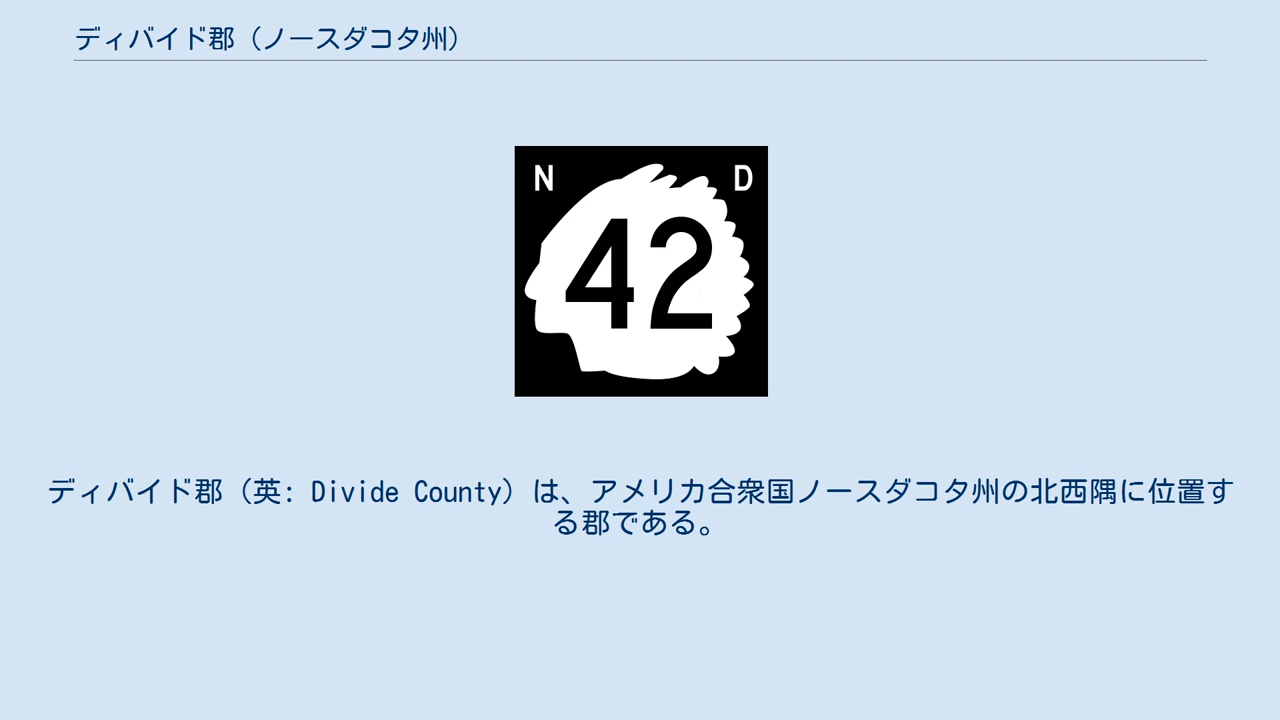 ディバイド郡（ノースダコタ州）
N D
42
ディバイド郡（英: Divide County）は、アメリカ合衆国ノースダコタ州の北西隅に位置す
る郡である。